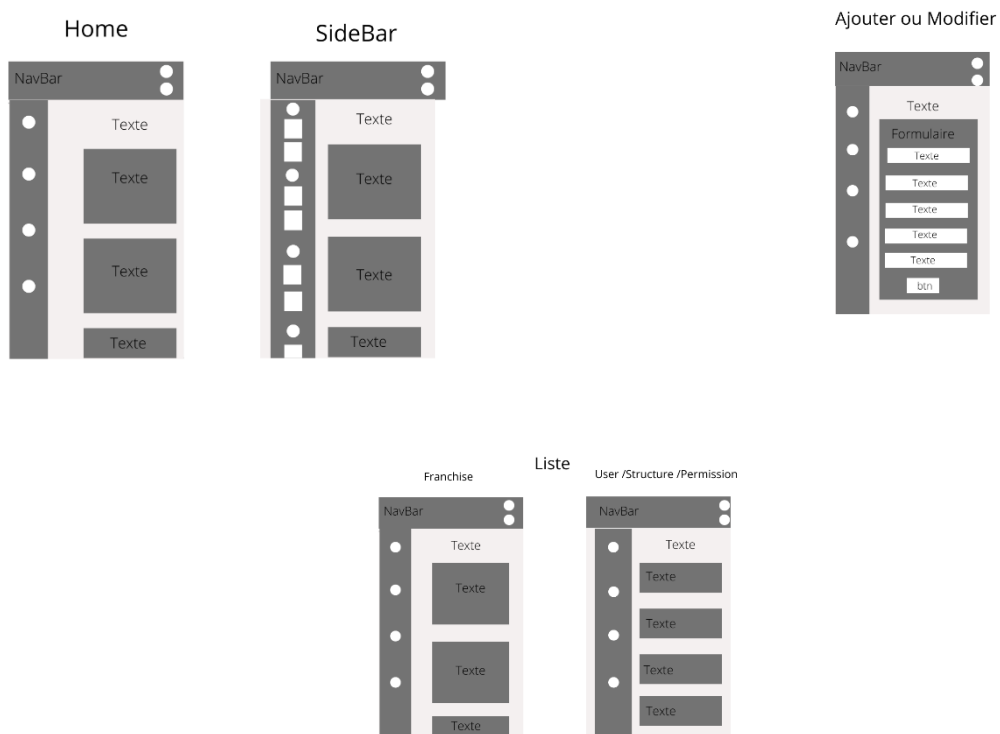 Home
NavBar
Texte
Texte
Texte
Texte
SideBar
NavBar
Texte
Texte
Texte
Texte
Ajouter ou Modifier
NavBar
Texte
Formulaire
Texte
Texte
Texte
Texte
Texte
btn
Liste
Franchise
NavBar
Texte
Texte
Texte
Texte
User /Structure /Permission
NavBar
Texte
Texte
Texte
Texte
Texte